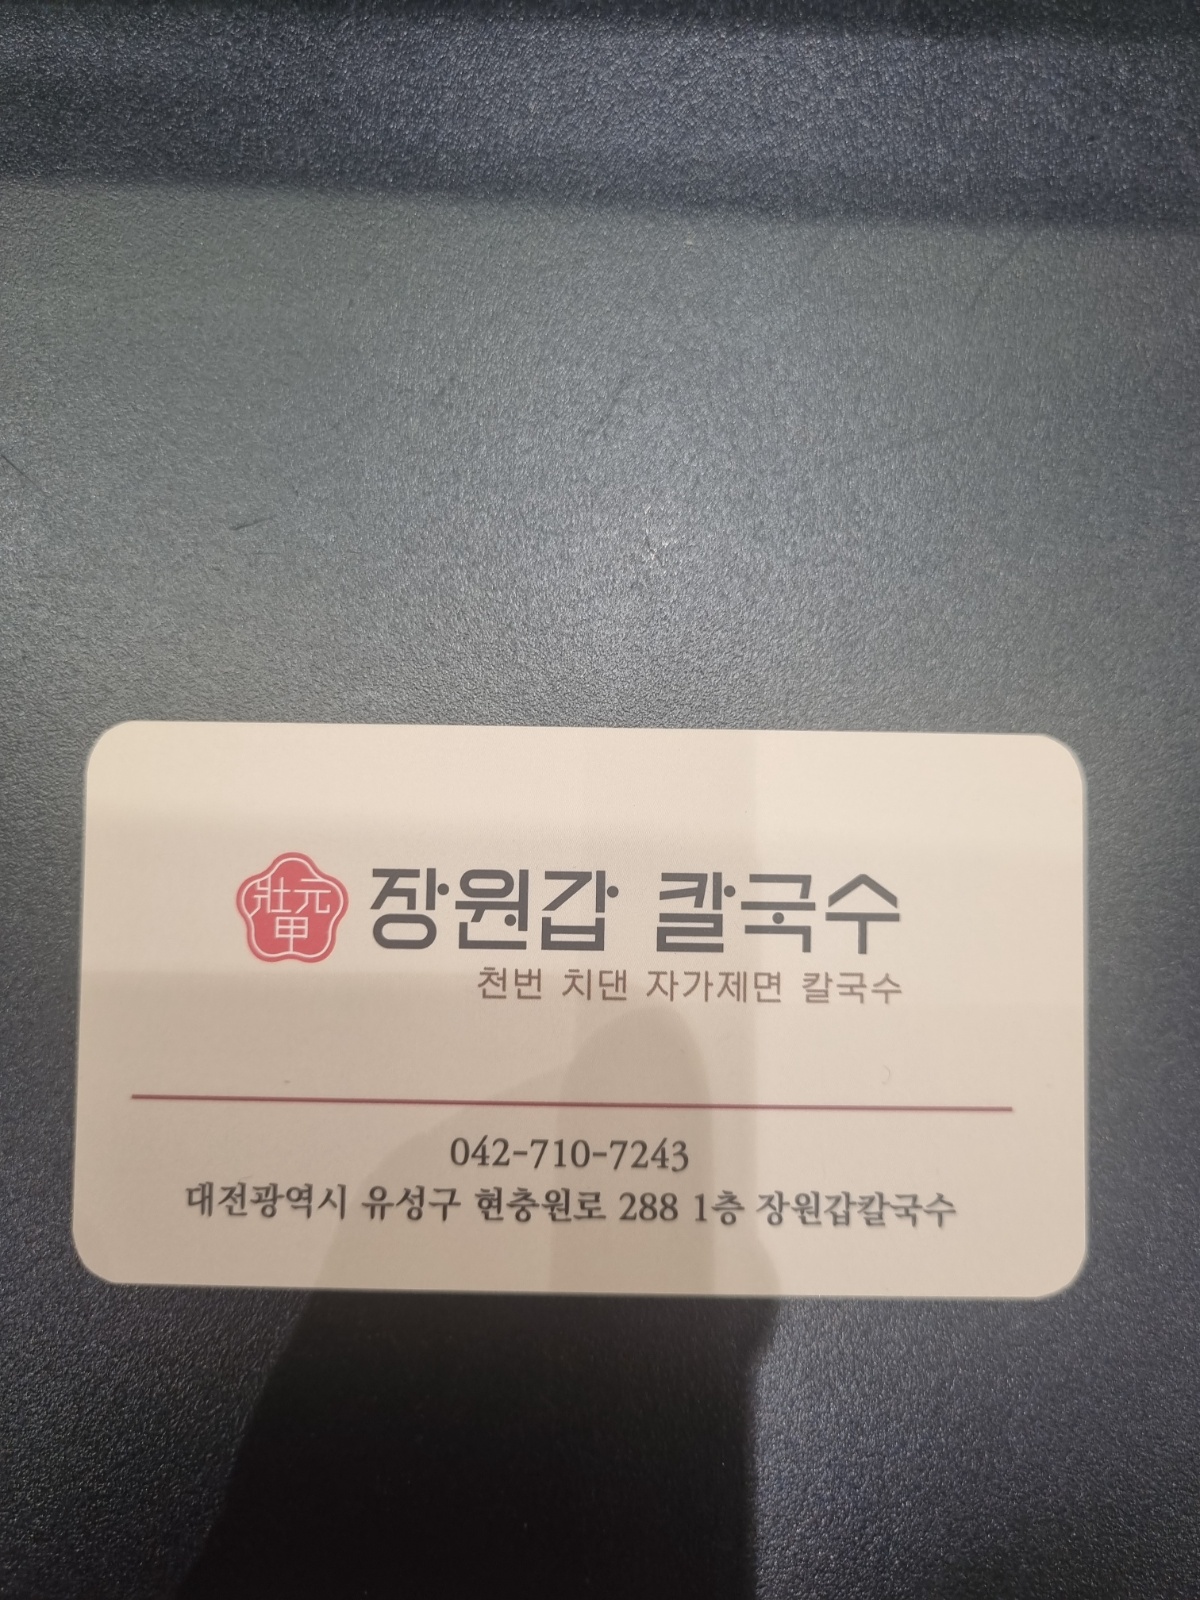 壯元
甲
장원갑 칼국수
천번 치댄 자가제면 칼국수
042-710-7243
대전광역시 유성구 현충원로 288 1층 장원갑칼국수